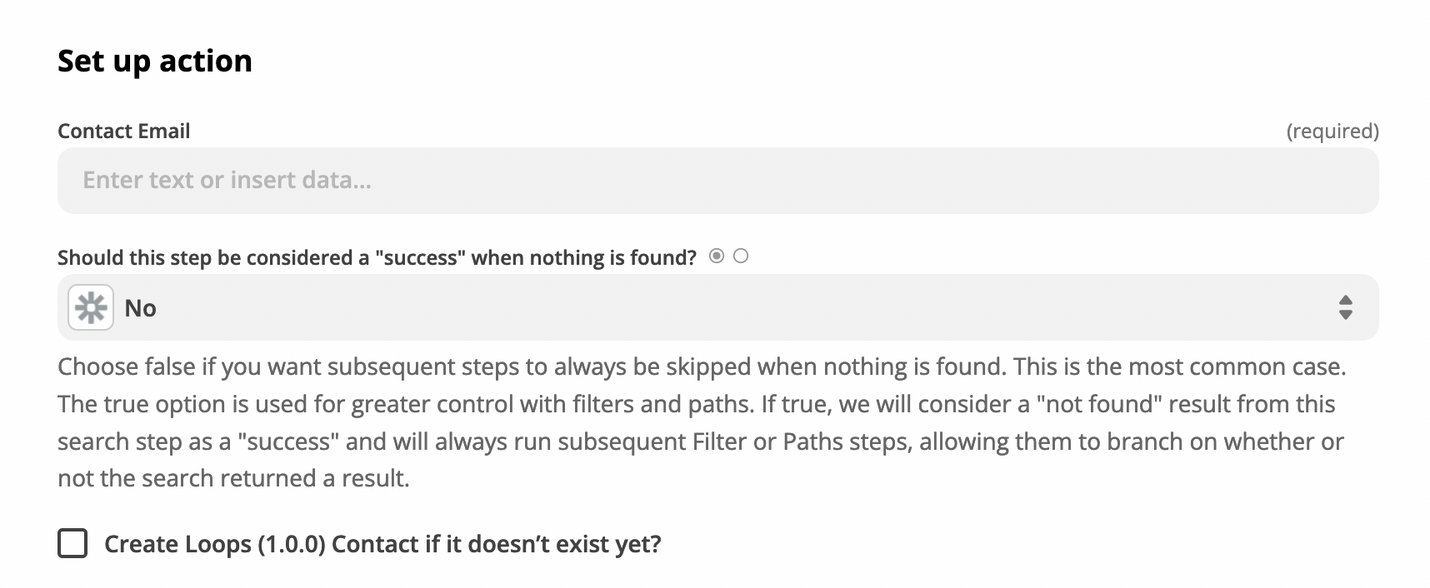 Set up action
Contact Email (required)
Enter text or insert data...
Should this step be considered a "success" when nothing is found?
No
Choose false if you want subsequent steps to always be skipped when nothing is found. This is the most common case.
The true option is used for greater control with filters and paths. If true, we will consider a "not found" result from this
search step as a "success" and will always run subsequent Filter or Paths steps, allowing them to branch on whether or
not the search returned a result.
Create Loops (1.0.0) Contact if it doesn’t exist yet?